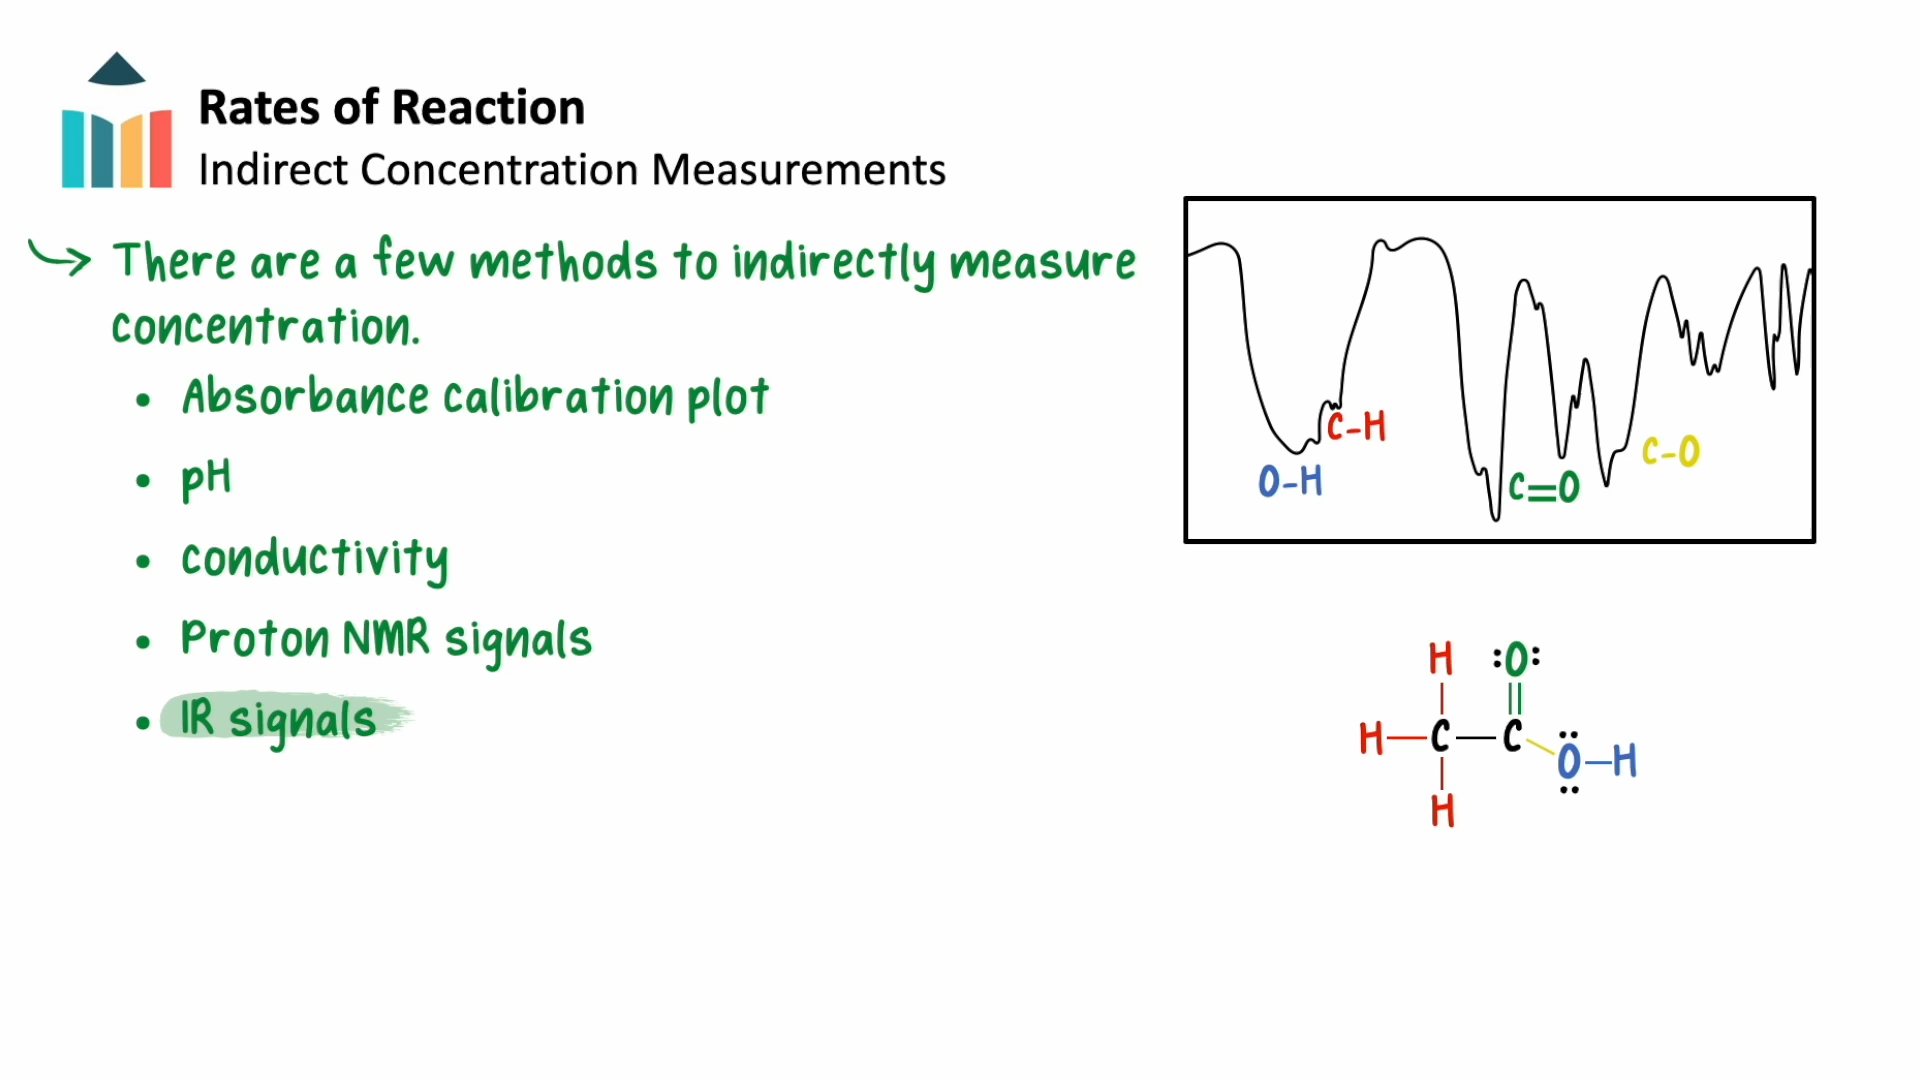 Rates of Reaction
Indirect Concentration Measurements
There are a few methods to indirectly measure
concentration.
• Absorbance calibration plot
• pH
• conductivity
• Proton NMR signals
• IR signals
C-H
O-H
C=O
C-O
H :O:
H-C-C
O-H
H